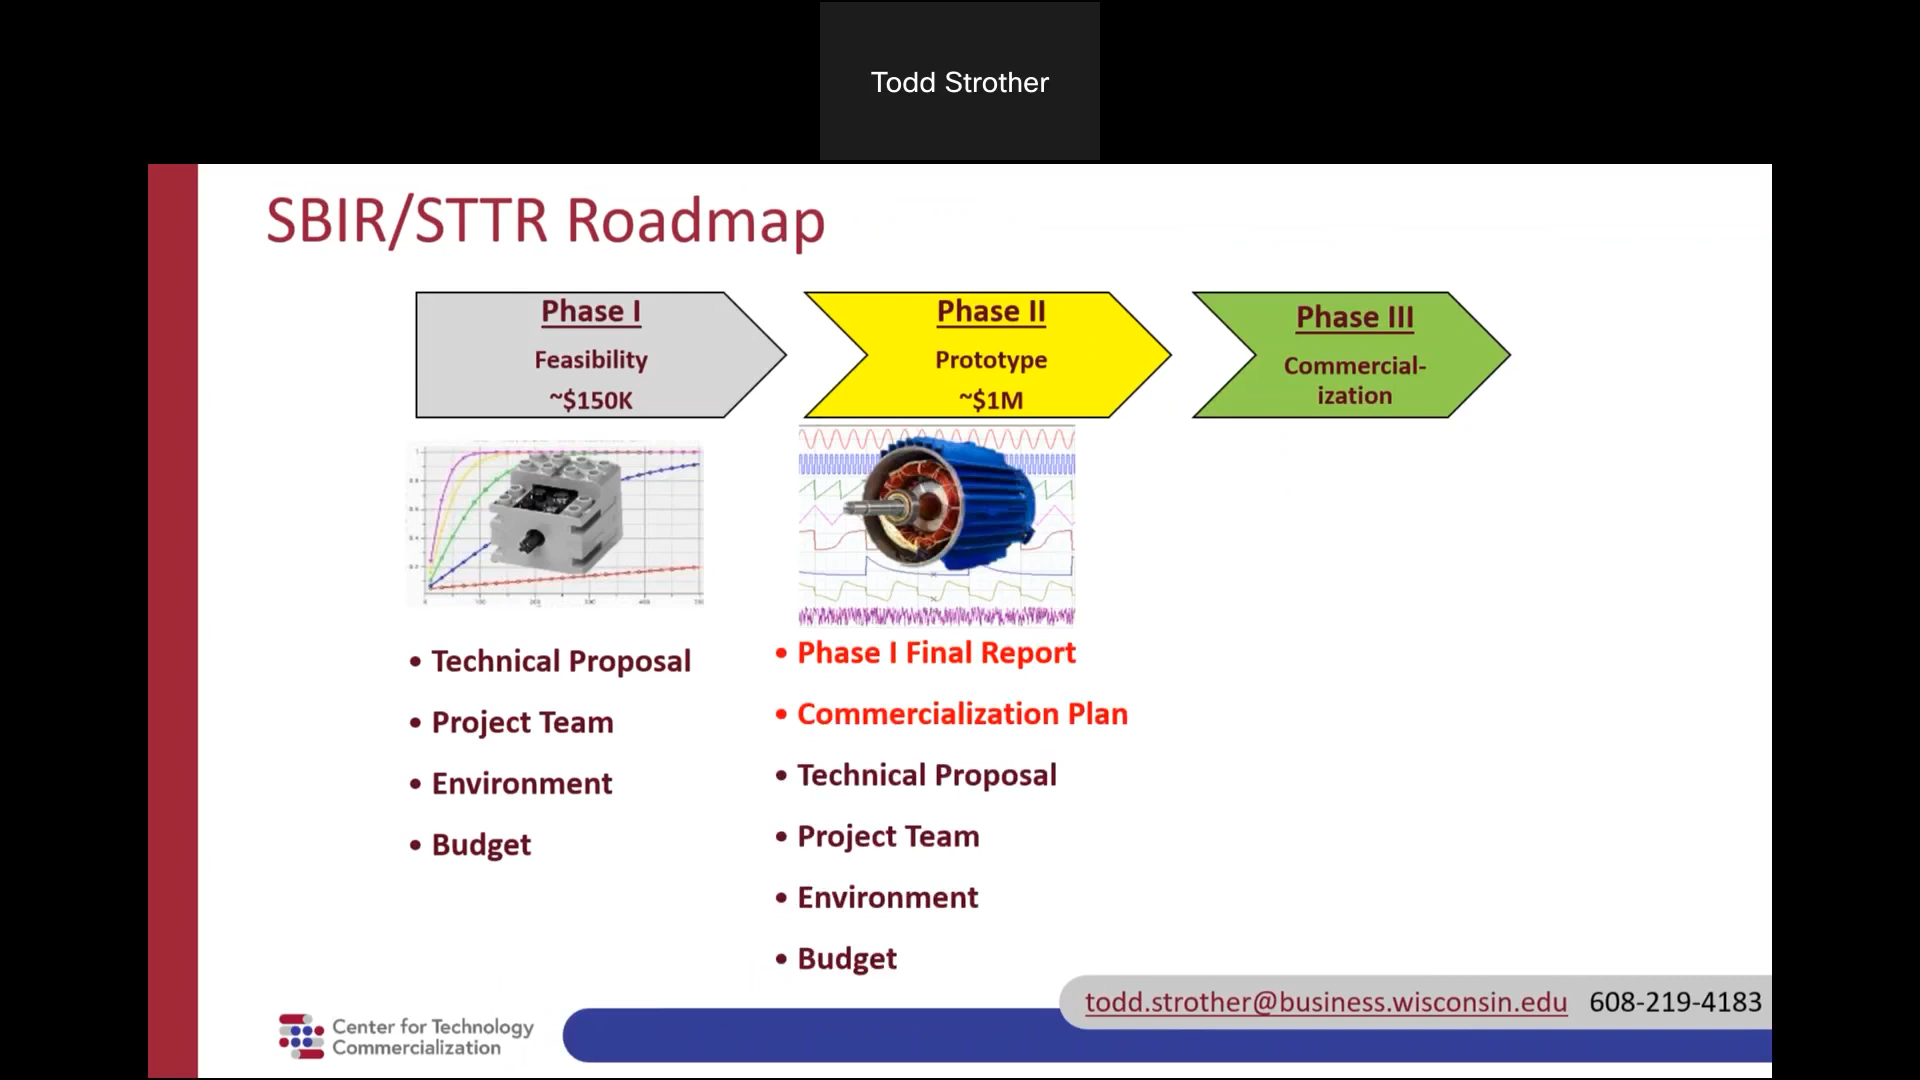 Todd Strother
SBIR/STTR Roadmap
Phase I
Feasibility
~$150K
Phase II
Prototype
~$1M
Phase III
Commercial-
ization
• Technical Proposal
• Project Team
• Environment
• Budget
• Phase I Final Report
• Commercialization Plan
• Technical Proposal
• Project Team
• Environment
• Budget
todd.strother@business.wisconsin.edu 608-219-4183
Center for Technology
Commercialization